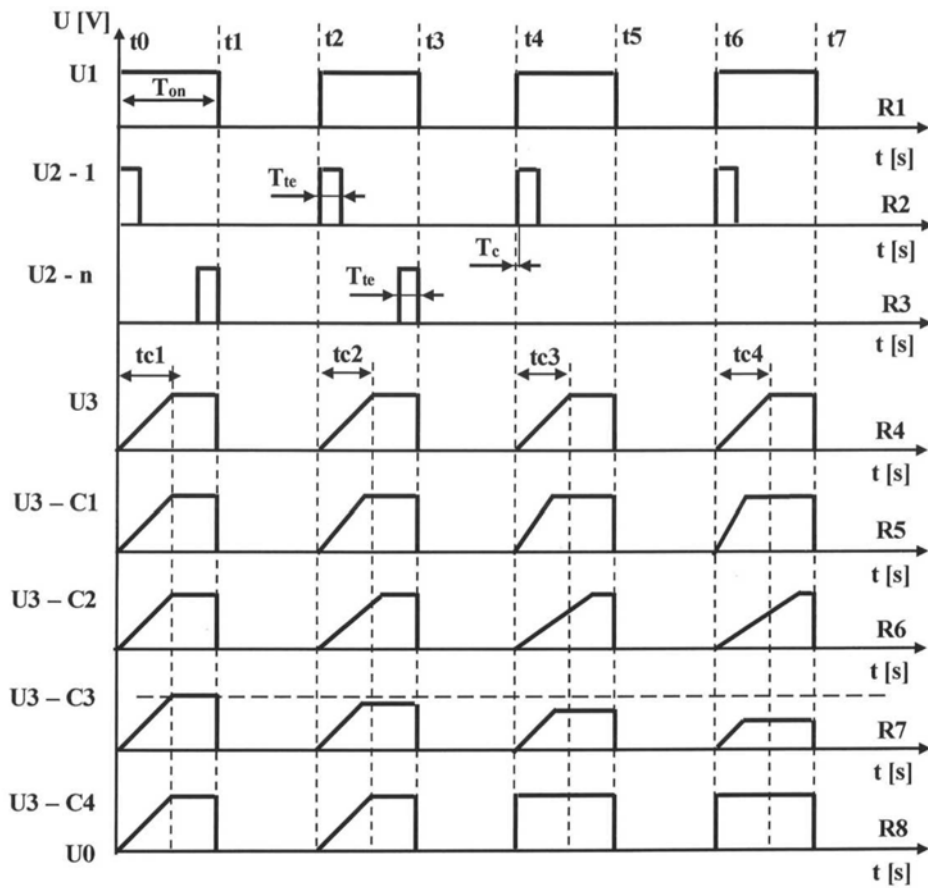 U [V]
t0 t1 t2 t3 t4 t5 t6 t7
U1
Ton
R1
t [s]
U2 - 1
Tte
R2
t [s]
Tc
U2 - n
Tte
R3
t [s]
tc1 tc2 tc3 tc4
U3
R4
t [s]
U3 – C1
R5
t [s]
U3 – C2
R6
t [s]
U3 – C3
R7
t [s]
U3 – C4
R8
U0
t [s]